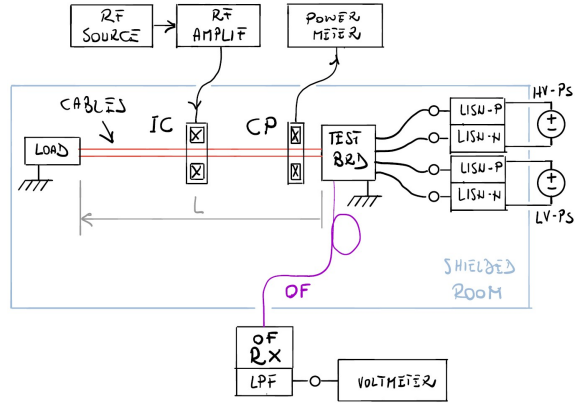 RF
SOURCE
RF
AMPLIF
POWER
METER
CABLES
IC
CP
LOAD
TEST
BRD
LISN-P
LISN-N
LISN-P
LISN-N
HV-PS
LV-PS
L
SHIELDED
ROOM
OF
OF
RX
LPF
VOLTMETER